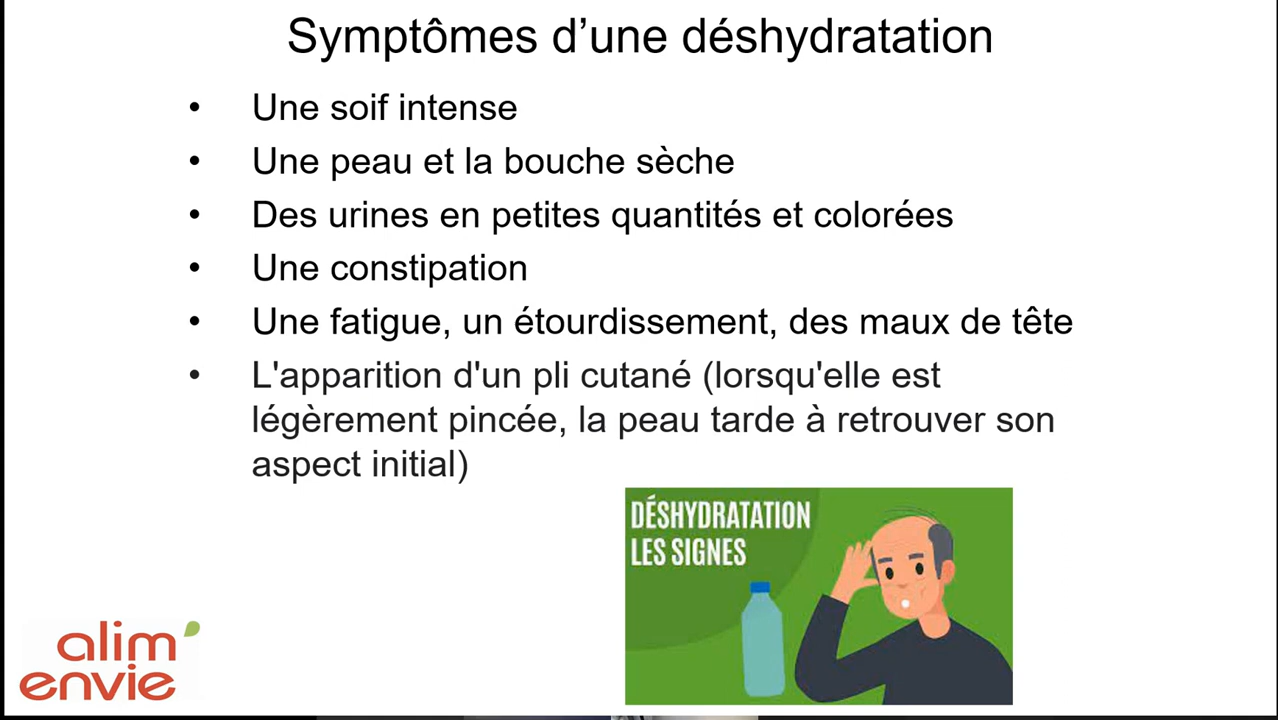 Symptômes d’une déshydratation
• Une soif intense
• Une peau et la bouche sèche
• Des urines en petites quantités et colorées
• Une constipation
• Une fatigue, un étourdissement, des maux de tête
• L'apparition d'un pli cutané (lorsqu'elle est
légèrement pincée, la peau tarde à retrouver son
aspect initial)
DÉSHYDRATATION
LES SIGNES
alim'
envie